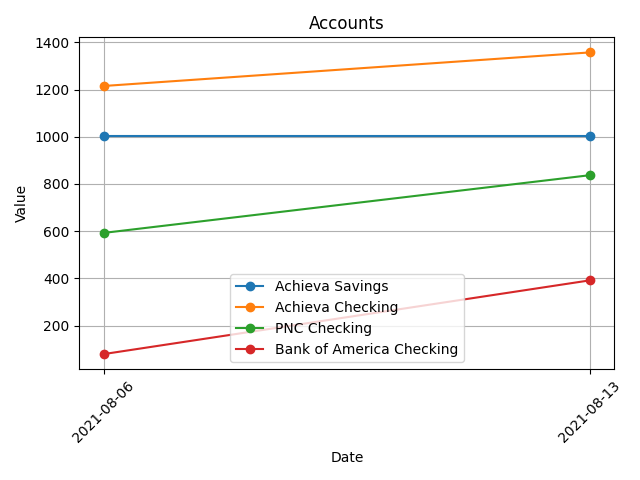 Accounts
1400
1200
1000
800
600
400
200
Value
Achieva Savings
Achieva Checking
PNC Checking
Bank of America Checking
2021-08-06
2021-08-13
Date